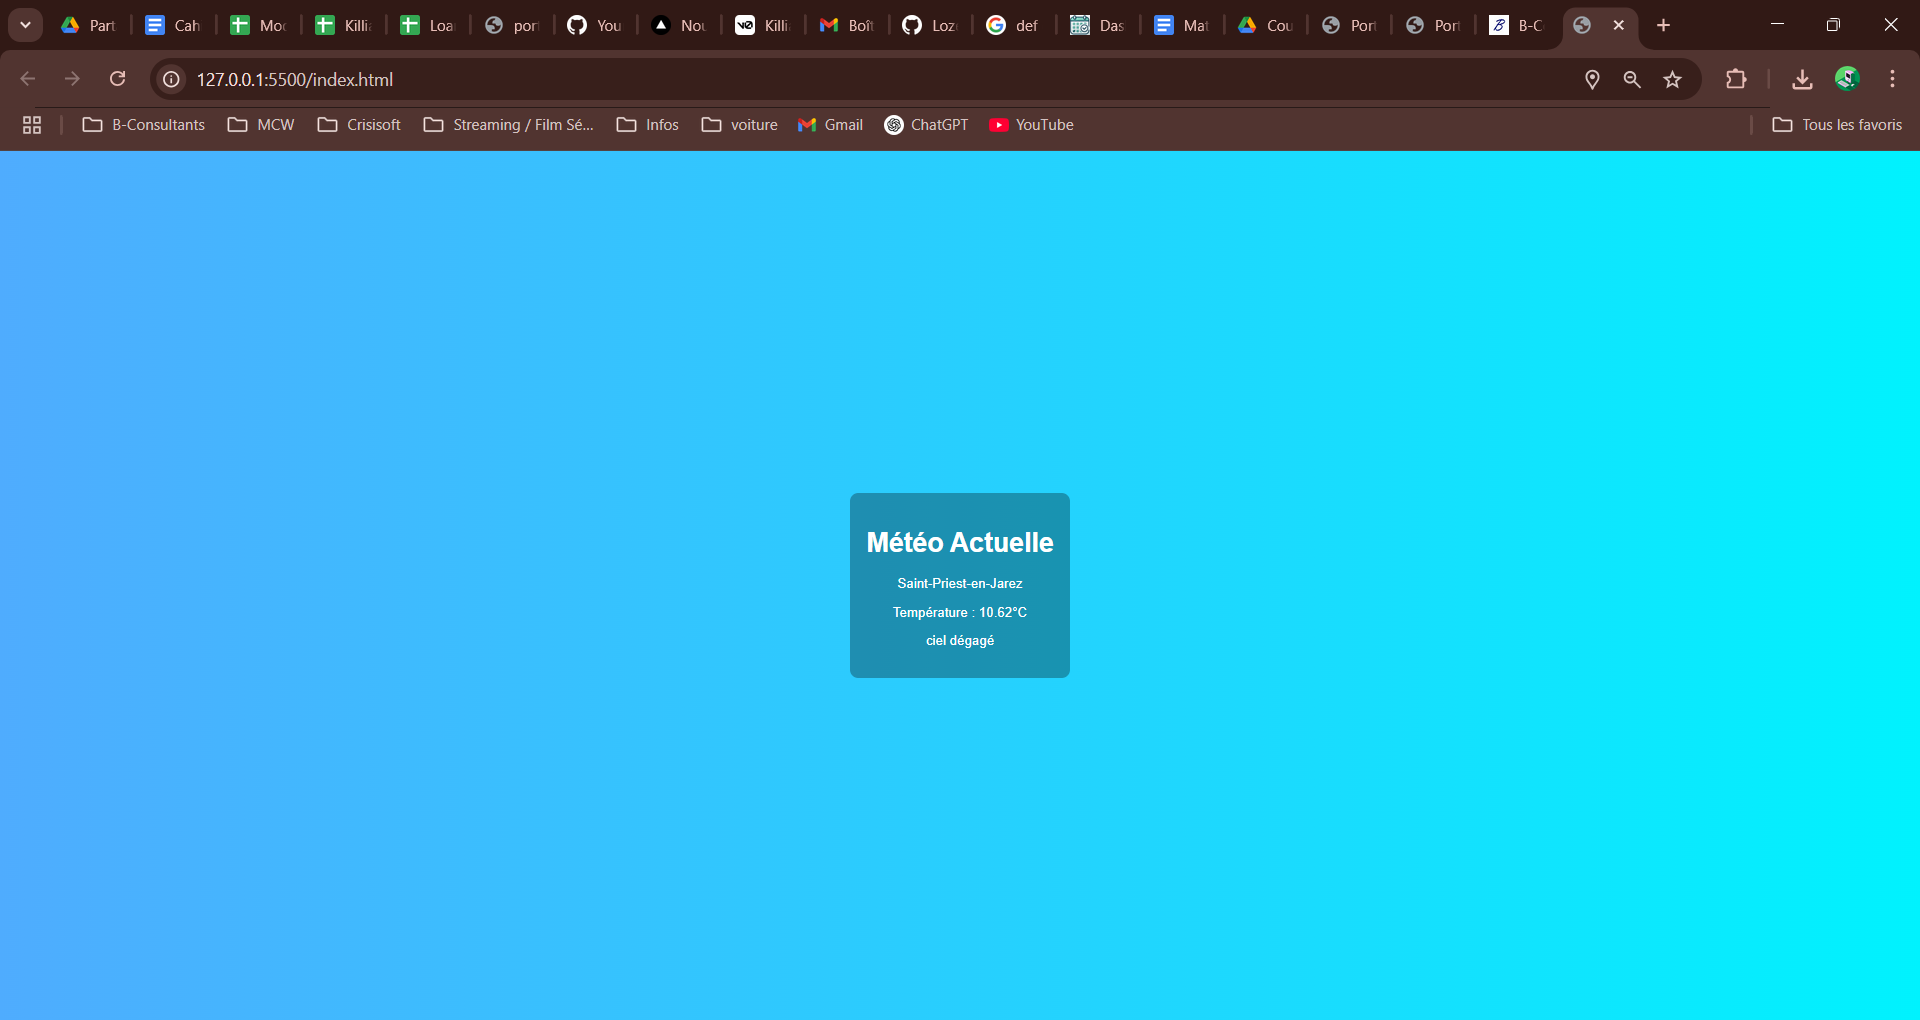 Part
Cah
Moc
Killi
Loa
por
You
Nou
Killi
Boît
Loz
def
Das
Mat
Cou
Port
Port
B-C
127.0.0.1:5500/index.html
B-Consultants
MCW
Crisisoft
Streaming / Film Sé...
Infos
voiture
Gmail
ChatGPT
YouTube
Tous les favoris
Météo Actuelle
Saint-Priest-en-Jarez
Température : 10.62°C
ciel dégagé